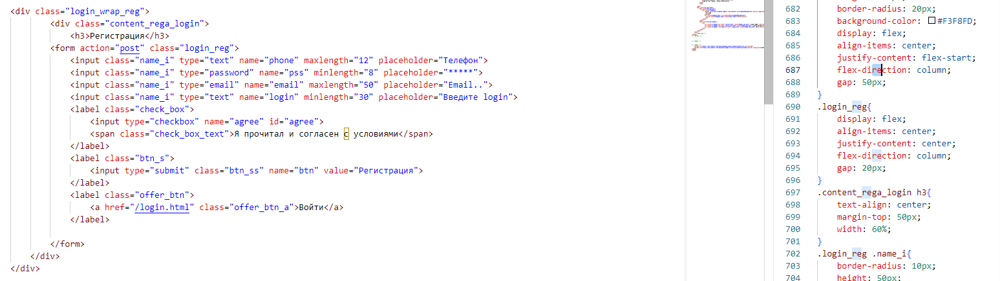 <div class="login_wrap_reg">
<div class="content_rega_login">
<h3>Регистрация</h3>
<form action="post" class="login_reg">
<input class="name_i" type="text" name="phone" maxlength="12" placeholder="Телефон">
<input class="name_i" type="password" name="pss" minlength="8" placeholder="*****">
<input class="name_i" type="email" name="email" maxlength="50" placeholder="Email..">
<input class="name_i" type="text" name="login" minlength="30" placeholder="Введите login">
<label class="check_box">
<input type="checkbox" name="agree" id="agree">
<span class="check_box_text">Я прочитал и согласен с условиями</span>
</label>
<label class="btn_s">
<input type="submit" class="btn_ss" name="btn" value="Регистрация">
</label>
<label class="offer_btn">
<a href="/login.html" class="offer_btn_a">Войти</a>
</label>
</form>
</div>
</div>
682 border-radius: 20px;
683 background-color: #F3F8FD;
684 display: flex;
685 align-items: center;
686 justify-content: flex-start;
687 flex-direction: column;
688 gap: 50px;
689 }
690 .login_reg{
691 display: flex;
692 align-items: center;
693 justify-content: center;
694 flex-direction: column;
695 gap: 20px;
696 }
697 .content_rega_login h3{
698 text-align: center;
699 margin-top: 50px;
700 width: 60%;
701 }
702 .login_reg .name_i{
703 border-radius: 10px;
704 height: 50px;